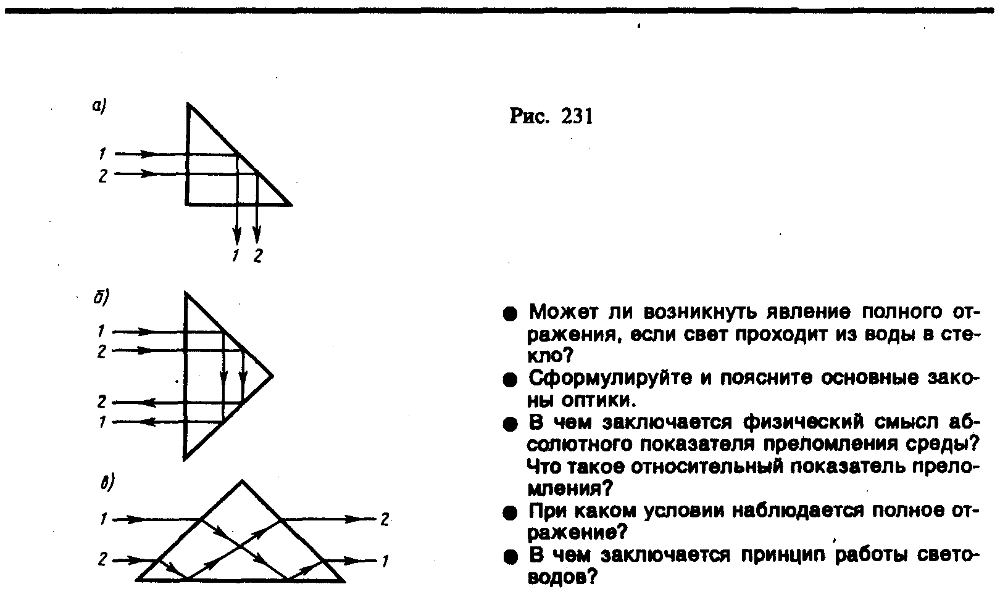 а)
1
2
1 2
б)
1
2
2
1
в)
1
2
2
1
Рис. 231
● Может ли возникнуть явление полного от-
ражения, если свет проходит из воды в сте-
кло?
● Сформулируйте и поясните основные зако-
ны оптики.
● В чем заключается физический смысл аб-
солютного показателя преломления среды?
Что такое относительный показатель прело-
мления?
● При каком условии наблюдается полное от-
ражение?
● В чем заключается принцип работы свето-
водов?